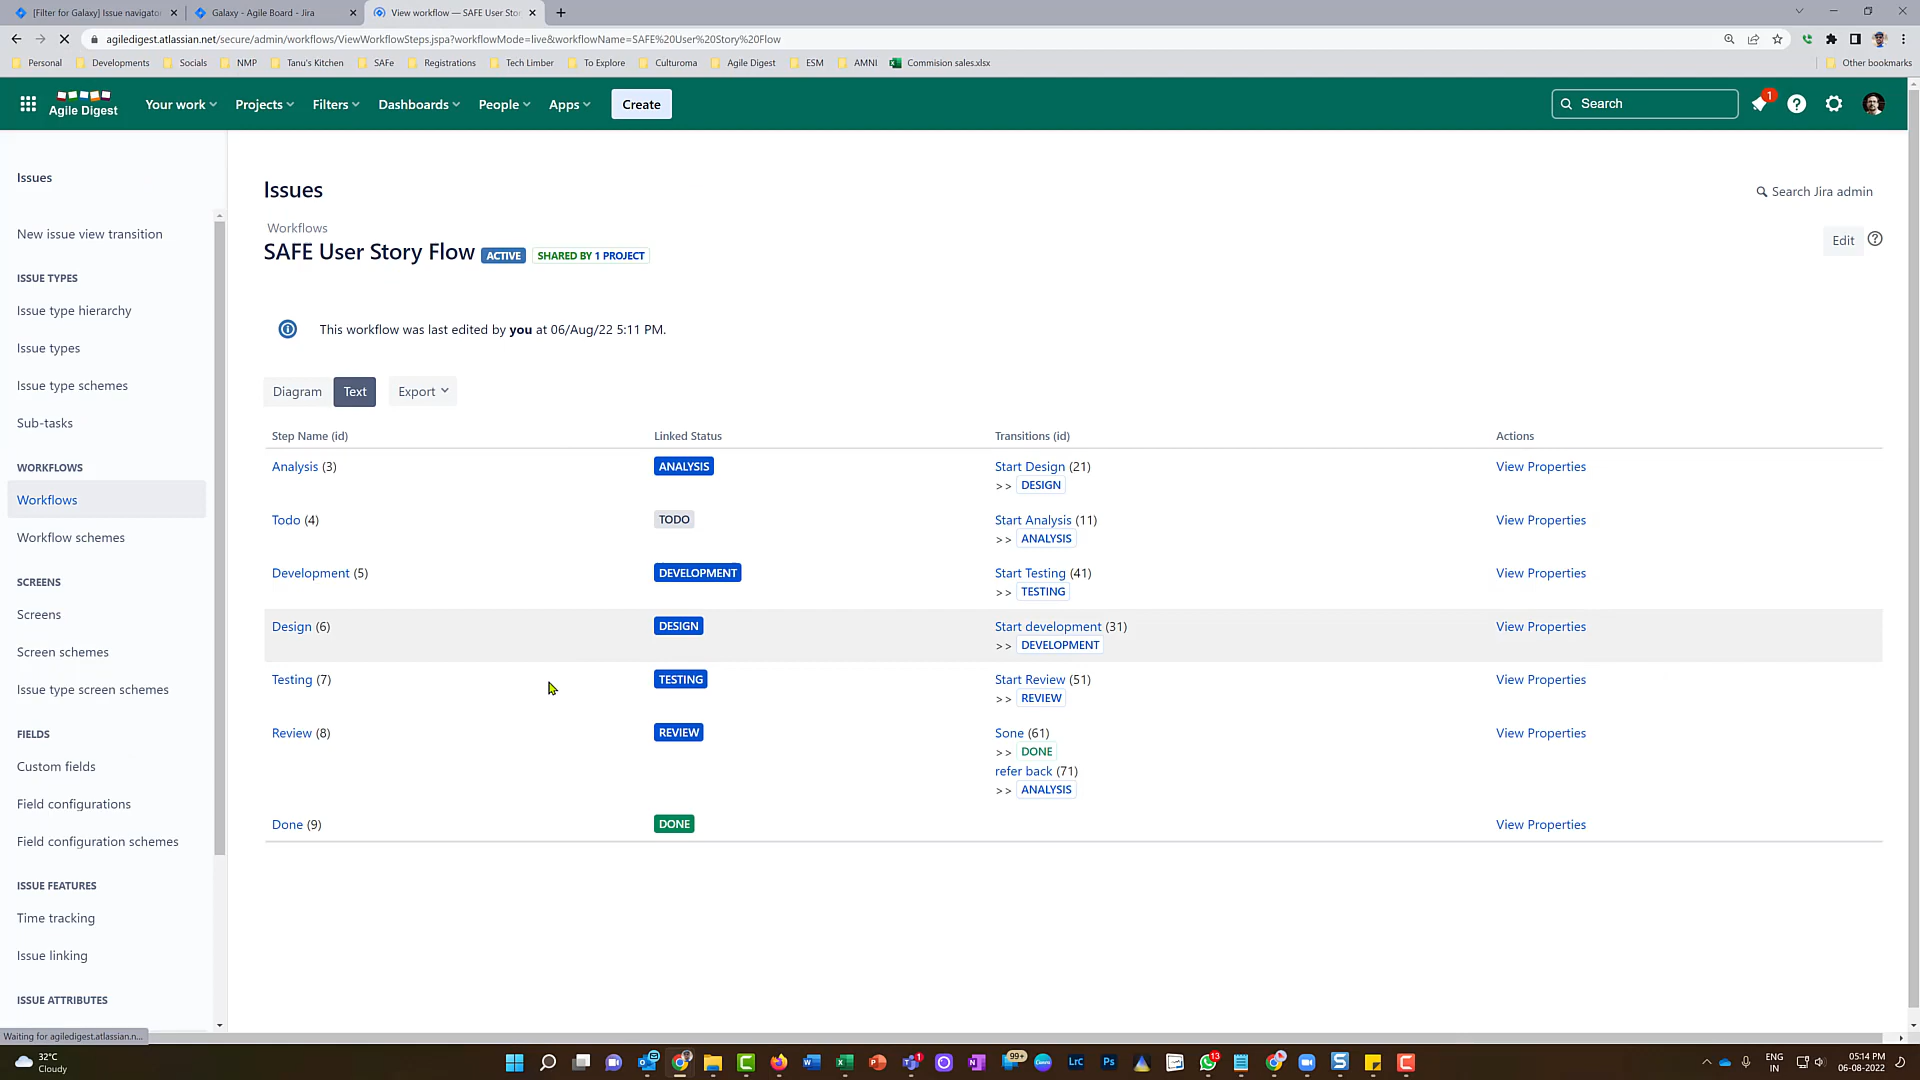 [Filter for Galaxy] Issue navigator
Galaxy - Agile Board - Jira
View workflow — SAFE User Stor
agiledigest.atlassian.net/secure/admin/workflows/ViewWorkflowSteps.jspa?workflowMode=live&workflowName=SAFE%20User%20Story%20Flow
Personal
Developments
Socials
NMP
Tanu's Kitchen
SAFe
Registrations
Tech Limber
To Explore
Culturoma
Agile Digest
ESM
AMNI
Commision sales.xlsx
Other bookmarks
Agile Digest
Your work
Projects
Filters
Dashboards
People
Apps
Create
Search
1
Issues
New issue view transition
ISSUE TYPES
Issue type hierarchy
Issue types
Issue type schemes
Sub-tasks
WORKFLOWS
Workflows
Workflow schemes
SCREENS
Screens
Screen schemes
Issue type screen schemes
FIELDS
Custom fields
Field configurations
Field configuration schemes
ISSUE FEATURES
Time tracking
Issue linking
ISSUE ATTRIBUTES
Issues
Search Jira admin
Workflows
SAFE User Story Flow ACTIVE SHARED BY 1 PROJECT
Edit
This workflow was last edited by you at 06/Aug/22 5:11 PM.
Diagram Text Export
Step Name (id) Linked Status Transitions (id) Actions
Analysis (3) ANALYSIS Start Design (21) View Properties
>> DESIGN
Todo (4) TODO Start Analysis (11) View Properties
>> ANALYSIS
Development (5) DEVELOPMENT Start Testing (41) View Properties
>> TESTING
Design (6) DESIGN Start development (31) View Properties
>> DEVELOPMENT
Testing (7) TESTING Start Review (51) View Properties
>> REVIEW
Review (8) REVIEW Sone (61) View Properties
>> DONE
refer back (71)
>> ANALYSIS
Done (9) DONE View Properties
Waiting for agiledigest.atlassian.n...
32°C
Cloudy
1
99+
LrC
Ps
13
ENG
IN
05:14 PM
06-08-2022